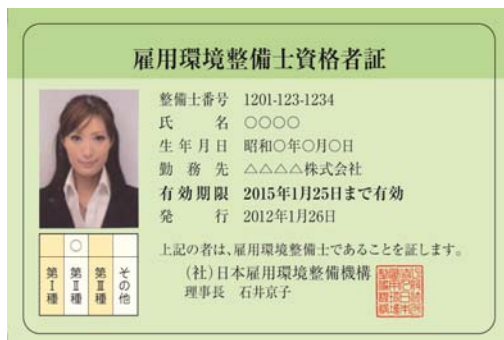 雇用環境整備士資格者証
整備士番号 1201-123-1234
氏 名 ○○○○
生年月日 昭和○年○月○日
勤務先 △△△△株式会社
有効期限 2015年1月25日まで有効
発 行 2012年1月26日
上記の者は、雇用環境整備士であることを証します。
(社)日本雇用環境整備機構
理事長 石井京子
○
第Ⅰ種 第Ⅱ種 第Ⅲ種 その他